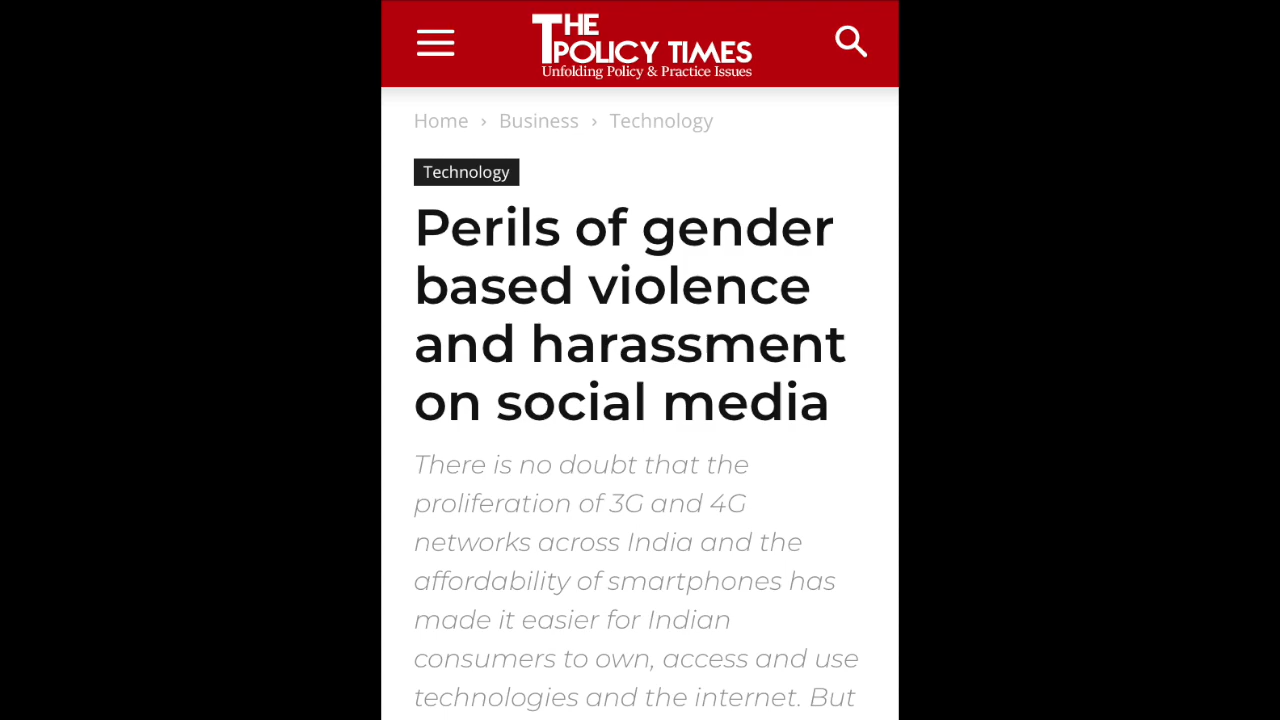 THE
POLICY TIMES
Unfolding Policy & Practice Issues
Home › Business › Technology
Technology
Perils of gender
based violence
and harassment
on social media
There is no doubt that the
proliferation of 3G and 4G
networks across India and the
affordability of smartphones has
made it easier for Indian
consumers to own, access and use
technologies and the internet. But